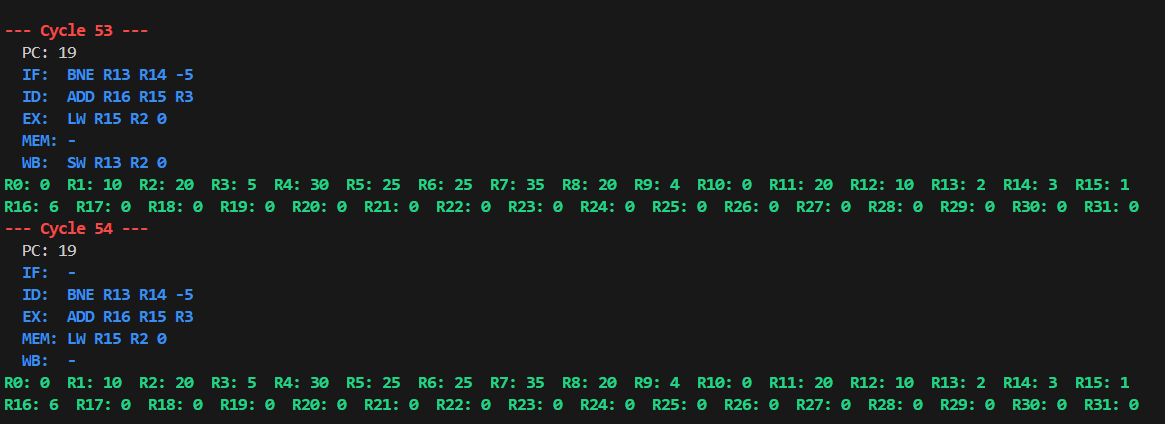 --- Cycle 53 ---
PC: 19
IF: BNE R13 R14 -5
ID: ADD R16 R15 R3
EX: LW R15 R2 0
MEM: -
WB: SW R13 R2 0
R0: 0 R1: 10 R2: 20 R3: 5 R4: 30 R5: 25 R6: 25 R7: 35 R8: 20 R9: 4 R10: 0 R11: 20 R12: 10 R13: 2 R14: 3 R15: 1
R16: 6 R17: 0 R18: 0 R19: 0 R20: 0 R21: 0 R22: 0 R23: 0 R24: 0 R25: 0 R26: 0 R27: 0 R28: 0 R29: 0 R30: 0 R31: 0
--- Cycle 54 ---
PC: 19
IF: -
ID: BNE R13 R14 -5
EX: ADD R16 R15 R3
MEM: LW R15 R2 0
WB: -
R0: 0 R1: 10 R2: 20 R3: 5 R4: 30 R5: 25 R6: 25 R7: 35 R8: 20 R9: 4 R10: 0 R11: 20 R12: 10 R13: 2 R14: 3 R15: 1
R16: 6 R17: 0 R18: 0 R19: 0 R20: 0 R21: 0 R22: 0 R23: 0 R24: 0 R25: 0 R26: 0 R27: 0 R28: 0 R29: 0 R30: 0 R31: 0